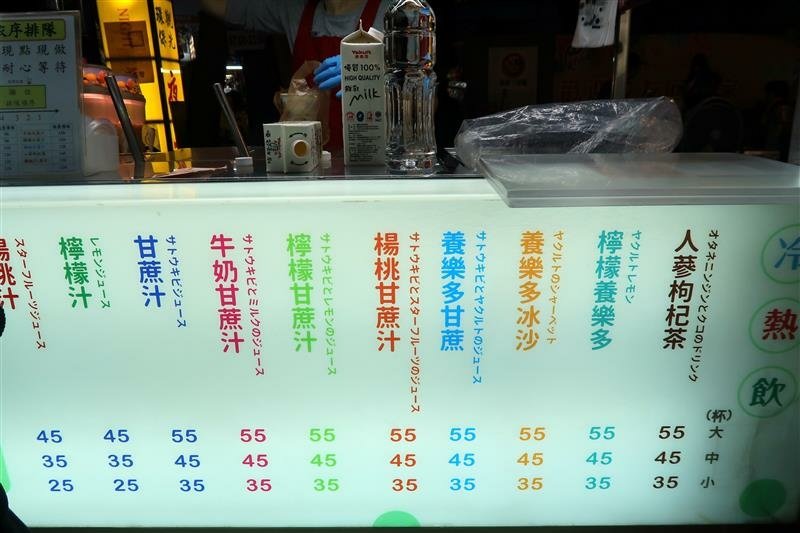 序排隊
現點現做
耐心等待
環保
Yakult
100%
HIGH QUALITY
milk
冷
熱
飲
人蔘枸杞茶
オタネニンジンとクコのドリンク
檸檬養樂多
ヤクルトレモン
養樂多冰沙
ヤクルトのシャーベット
養樂多甘蔗
サトウキビとヤクルトのジュース
楊桃甘蔗汁
サトウキビとスターフルーツのジュース
檸檬甘蔗汁
サトウキビとレモンのジュース
牛奶甘蔗汁
サトウキビとミルクのジュース
甘蔗汁
サトウキビジュース
檸檬汁
レモンジュース
楊桃汁
スターフルーツジュース
(杯)
45 45 55 55 55 55 55 55 55 55 大
35 35 45 45 45 45 45 45 45 45 中
25 25 35 35 35 35 35 35 35 35 小